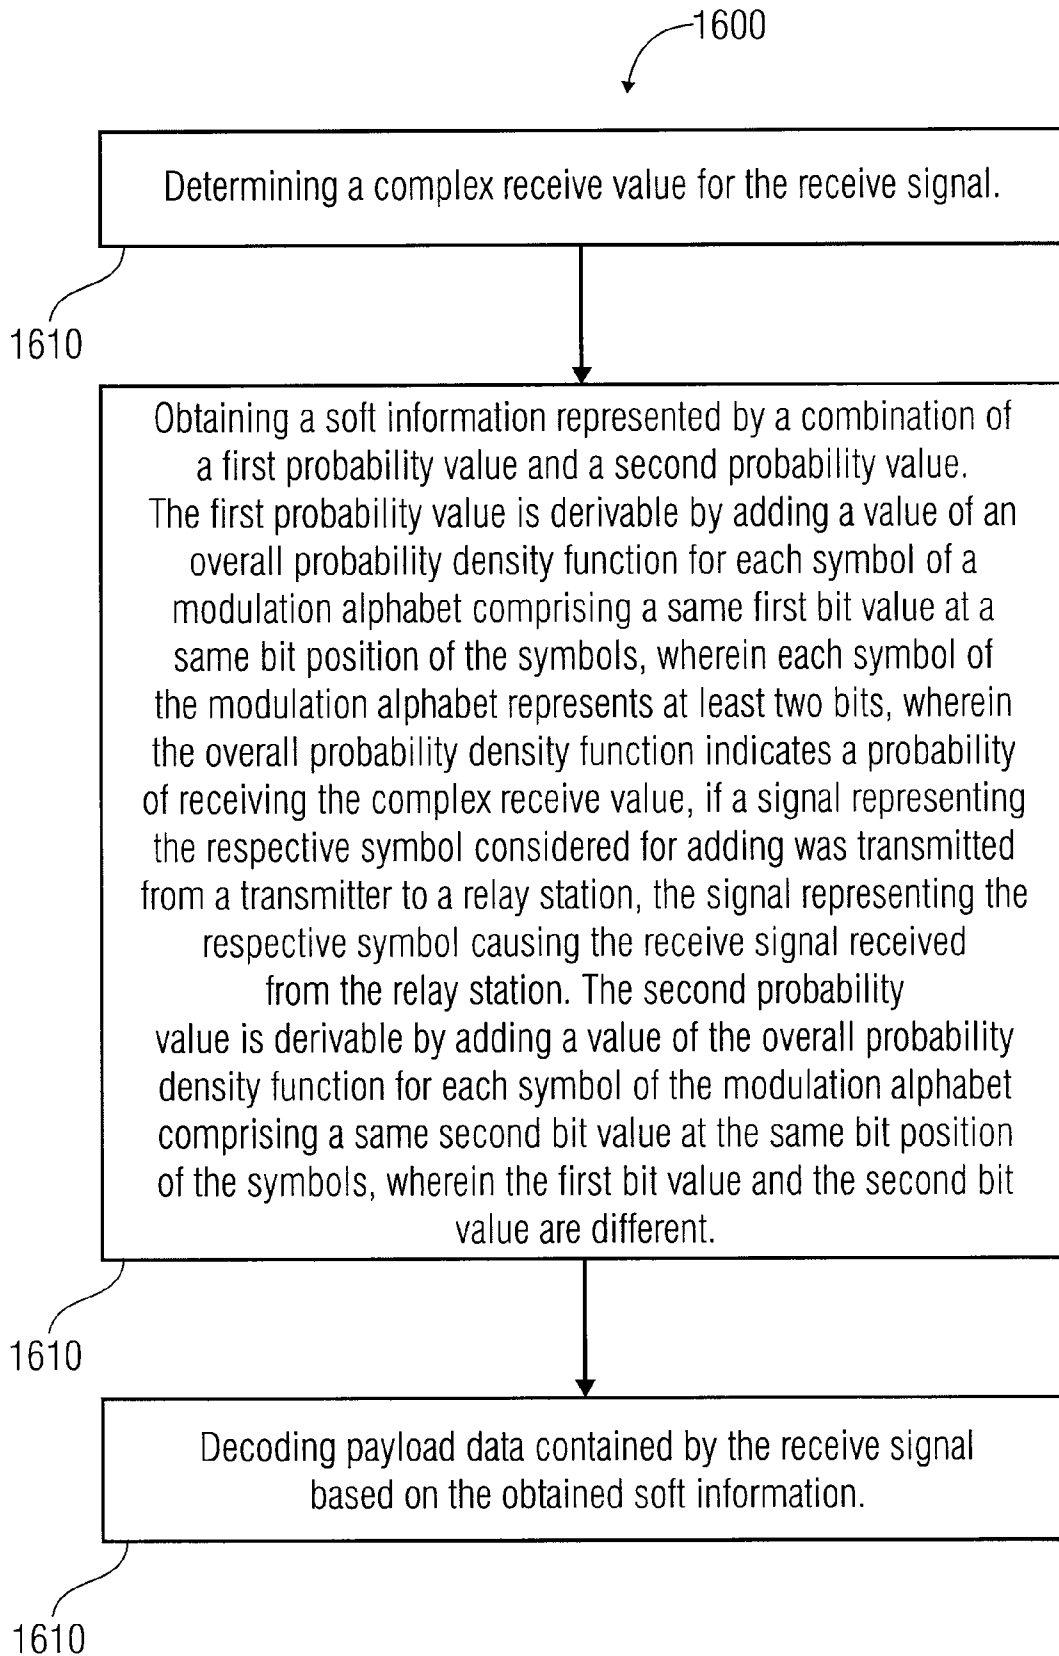 1600
Determining a complex receive value for the receive signal.
1610
Obtaining a soft information represented by a combination of
a first probability value and a second probability value.
The first probability value is derivable by adding a value of an
overall probability density function for each symbol of a
modulation alphabet comprising a same first bit value at a
same bit position of the symbols, wherein each symbol of
the modulation alphabet represents at least two bits, wherein
the overall probability density function indicates a probability
of receiving the complex receive value, if a signal representing
the respective symbol considered for adding was transmitted
from a transmitter to a relay station, the signal representing the
respective symbol causing the receive signal received
from the relay station. The second probability
value is derivable by adding a value of the overall probability
density function for each symbol of the modulation alphabet
comprising a same second bit value at the same bit position
of the symbols, wherein the first bit value and the second bit
value are different.
1610
Decoding payload data contained by the receive signal
based on the obtained soft information.
1610